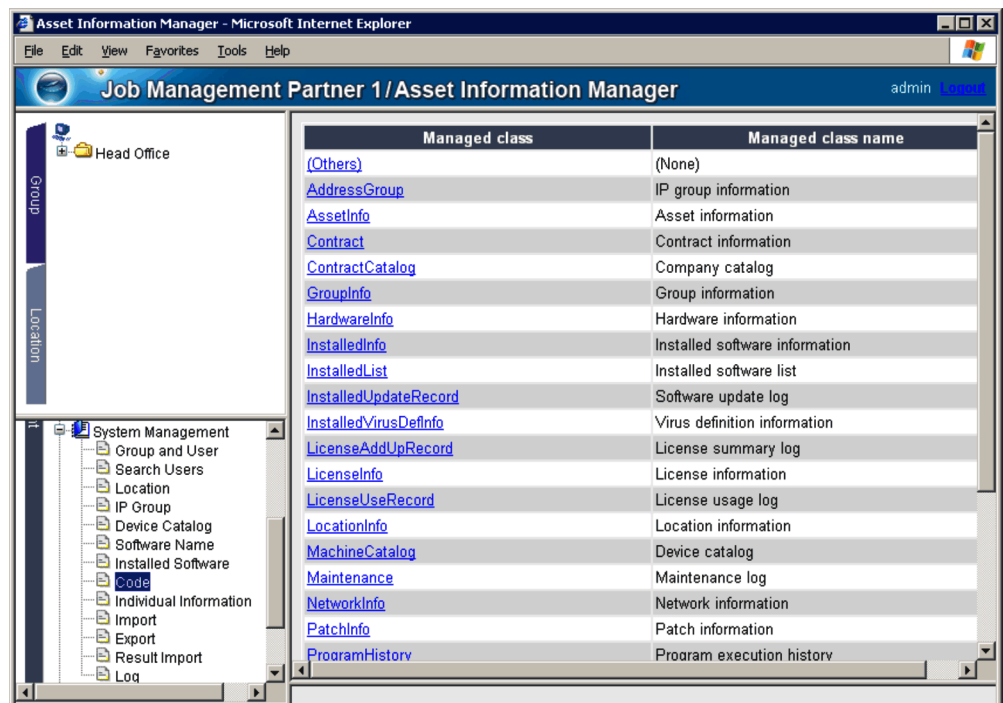 Asset Information Manager - Microsoft Internet Explorer
File Edit View Favorites Tools Help
Job Management Partner 1/Asset Information Manager
admin Logout
Group
Location
Head Office
System Management
Group and User
Search Users
Location
IP Group
Device Catalog
Software Name
Installed Software
Code
Individual Information
Import
Export
Result Import
Log
Managed class Managed class name
(Others) (None)
AddressGroup IP group information
AssetInfo Asset information
Contract Contract information
ContractCatalog Company catalog
GroupInfo Group information
HardwareInfo Hardware information
InstalledInfo Installed software information
InstalledList Installed software list
InstalledUpdateRecord Software update log
InstalledVirusDefInfo Virus definition information
LicenseAddUpRecord License summary log
LicenseInfo License information
LicenseUseRecord License usage log
LocationInfo Location information
MachineCatalog Device catalog
Maintenance Maintenance log
NetworkInfo Network information
PatchInfo Patch information
ProgramHistory Program execution history